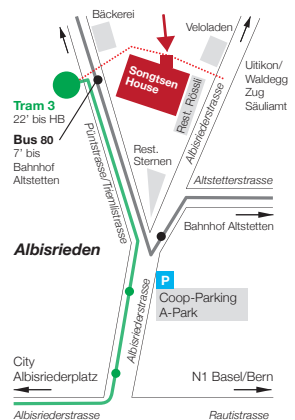 Bäckerei
Veloladen
Songtsen
House
Rest. Rössli
Uitikon/
Waldegg
Zug
Säuliamt
Tram 3
22’ bis HB
Bus 80
7’ bis
Bahnhof
Altstetten
Püntstrasse/Triemlistrasse
Rest.
Sternen
Albisriederstrasse
Altstetterstrasse
Bahnhof Altstetten
Albisrieden
P
Coop-Parking
A-Park
Albisriederstrasse
City
Albisriederplatz
N1 Basel/Bern
Albisriederstrasse
Rautistrasse